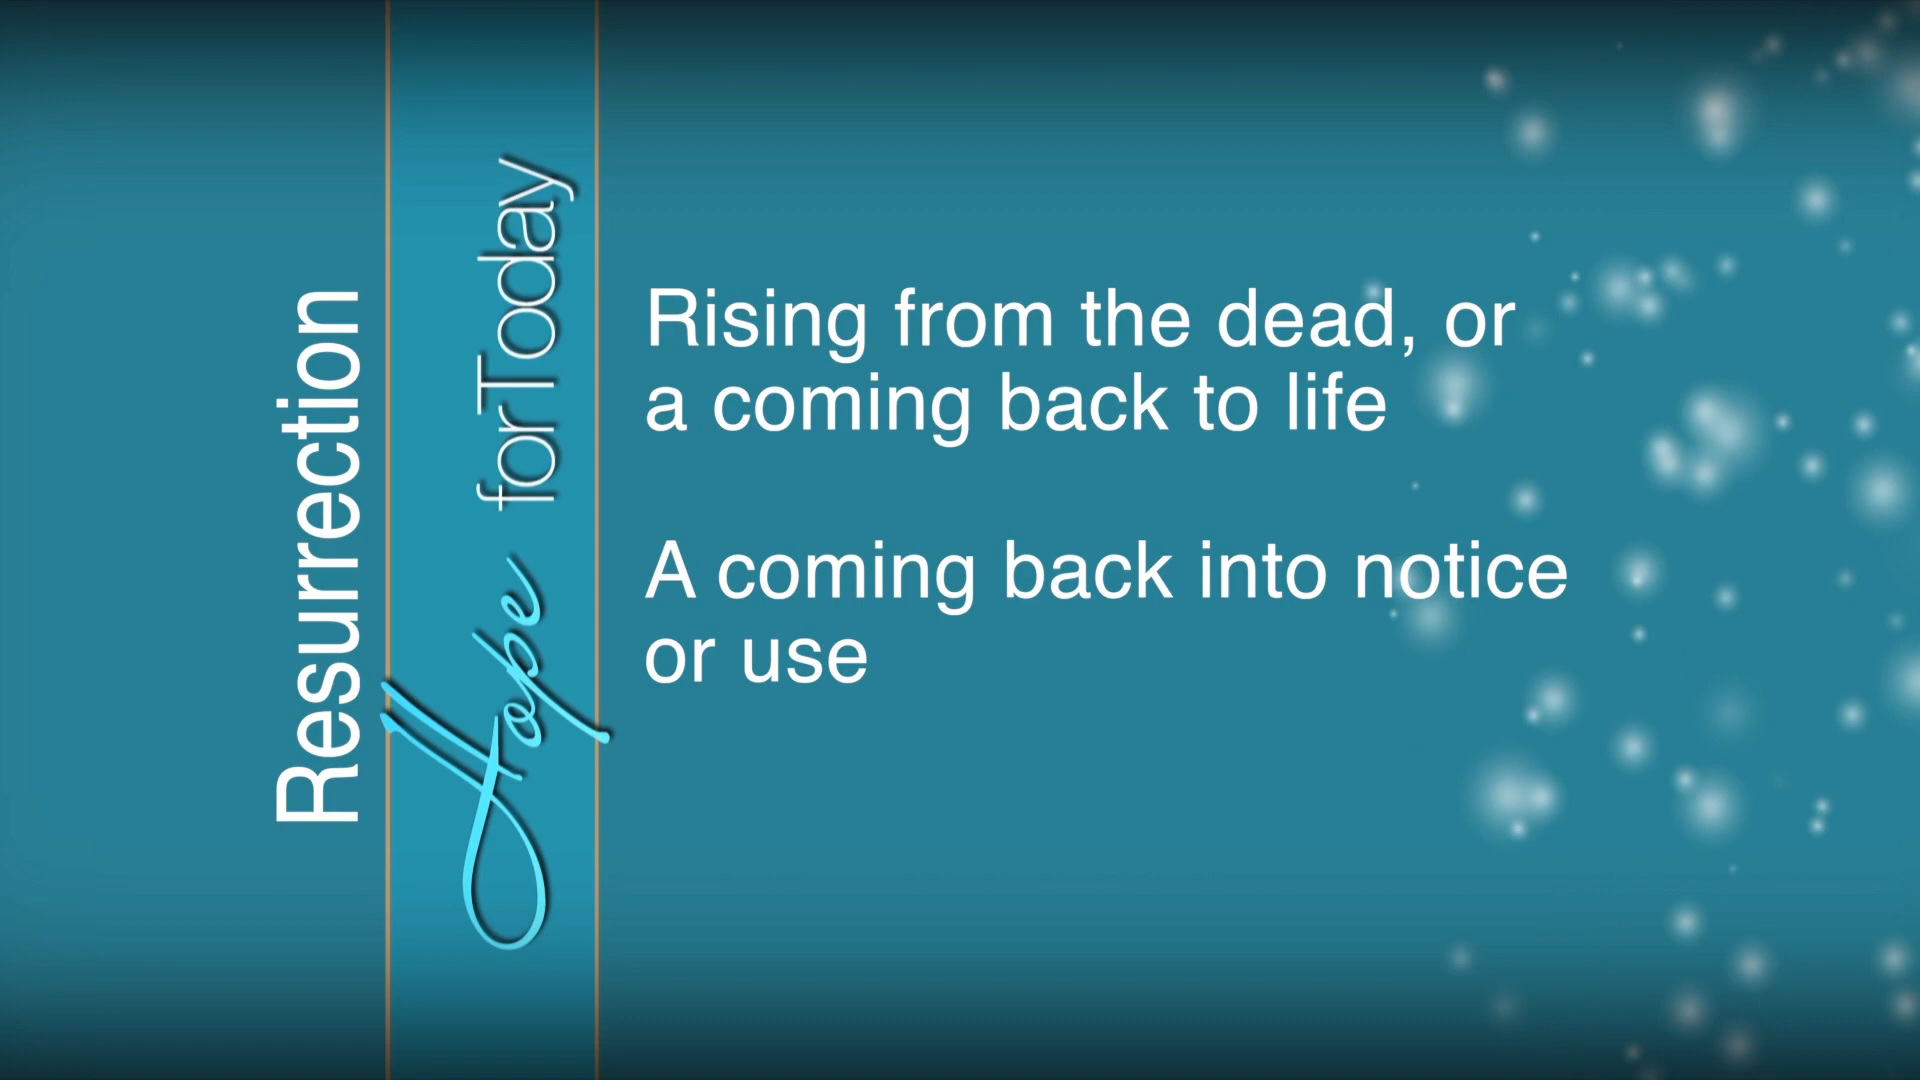 Resurrection
Hope for Today
Rising from the dead, or
a coming back to life
A coming back into notice
or use